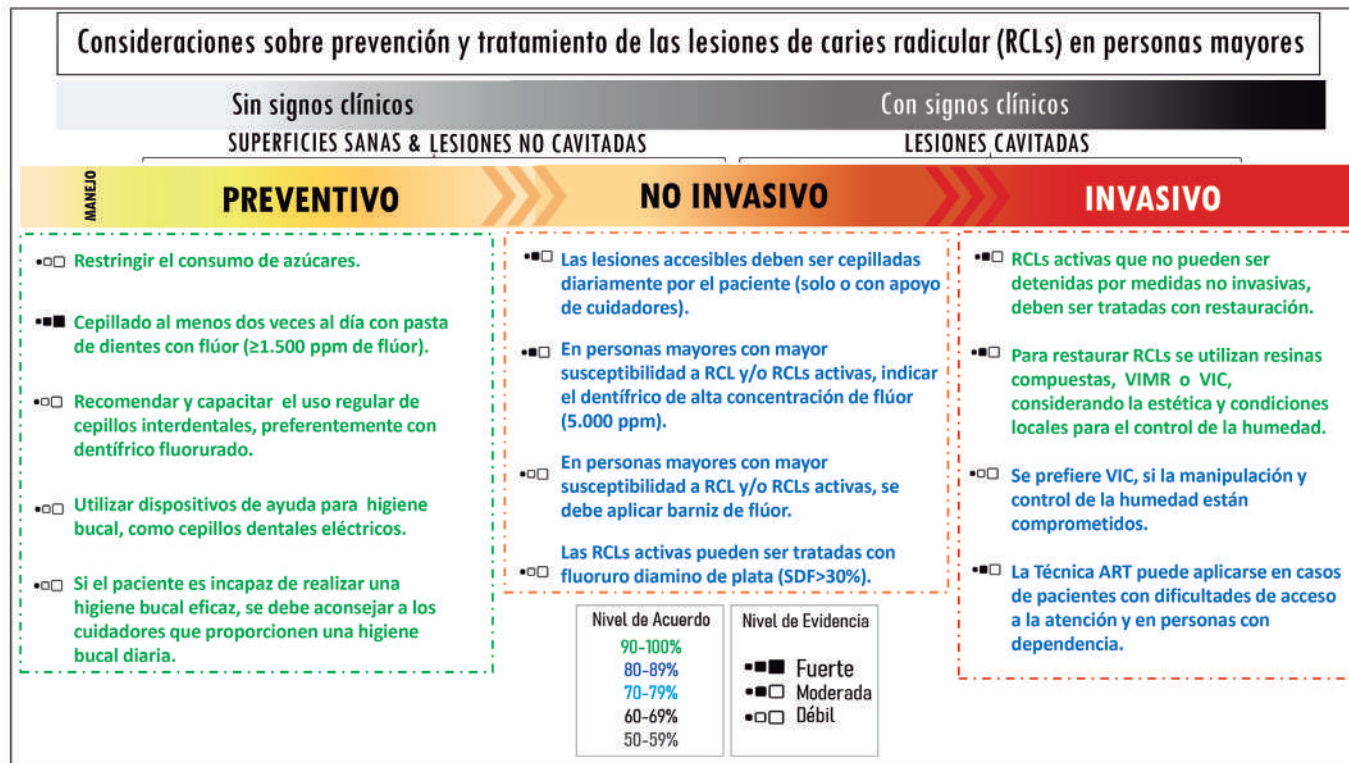 Consideraciones sobre prevención y tratamiento de las lesiones de caries radicular (RCLs) en personas mayores
Sin signos clínicos
Con signos clínicos
SUPERFICIES SANAS & LESIONES NO CAVITADAS
LESIONES CAVITADAS
MANEJO
PREVENTIVO
NO INVASIVO
INVASIVO
Restringir el consumo de azúcares.
Cepillado al menos dos veces al día con pasta
de dientes con flúor (≥1.500 ppm de flúor).
Recomendar y capacitar el uso regular de
cepillos interdentales, preferentemente con
dentífrico fluorurado.
Utilizar dispositivos de ayuda para higiene
bucal, como cepillos dentales eléctricos.
Si el paciente es incapaz de realizar una
higiene bucal eficaz, se debe aconsejar a los
cuidadores que proporcionen una higiene
bucal diaria.
Las lesiones accesibles deben ser cepilladas
diariamente por el paciente (solo o con apoyo
de cuidadores).
En personas mayores con mayor
susceptibilidad a RCL y/o RCLs activas, indicar
el dentífrico de alta concentración de flúor
(5.000 ppm).
En personas mayores con mayor
susceptibilidad a RCL y/o RCLs activas, se
debe aplicar barniz de flúor.
Las RCLs activas pueden ser tratadas con
fluoruro diamino de plata (SDF>30%).
RCLs activas que no pueden ser
detenidas por medidas no invasivas,
deben ser tratadas con restauración.
Para restaurar RCLs se utilizan resinas
compuestas, VIMR o VIC,
considerando la estética y condiciones
locales para el control de la humedad.
Se prefiere VIC, si la manipulación y
control de la humedad están
comprometidos.
La Técnica ART puede aplicarse en casos
de pacientes con dificultades de acceso
a la atención y en personas con
dependencia.
Nivel de Acuerdo
90-100%
80-89%
70-79%
60-69%
50-59%
Nivel de Evidencia
Fuerte
Moderada
Débil